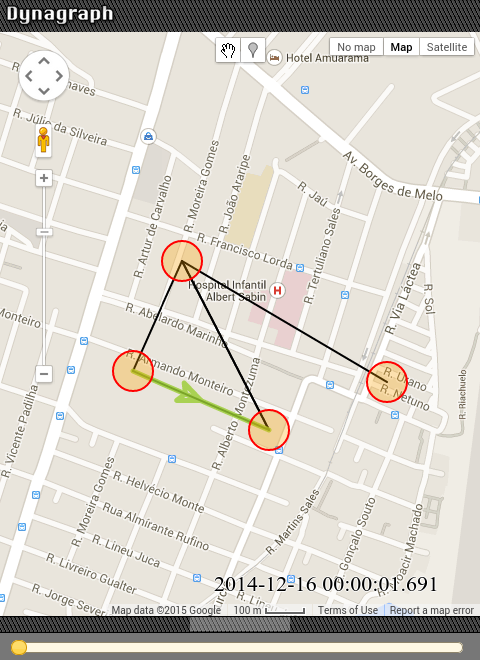 Dynagraph
No map
Map
Satellite
Hotel Amuarama
R. Júlio da Silveira
Av. Borges de Melo
R. Moreira Gomes
R. João Araripe
R. Jaú
R. Artur de Carvalho
R. Tertuliano Sales
R. Francisco Lorda
R. Via Láctea
R. Sol
Hospital Infantil
Albert Sabin
H
R. Abelardo Marinho
Monteiro
R. Armando Monteiro
R. Urano
R. Netuno
R. Riachuelo
R. Vicente Padilha
R. Alberto Montezuma
R. Moreira Gomes
R. Helvécio Monte
Rua Almirante Rufino
R. Martins Sales
R. Lineu Juca
Gonçalo Souto
Joacir Machado
R. Livreiro Gualter
R. Jorge Sever
R. Lin
2014-12-16 00:00:01.691
Map data ©2015 Google
100 m
Terms of Use
Report a map error